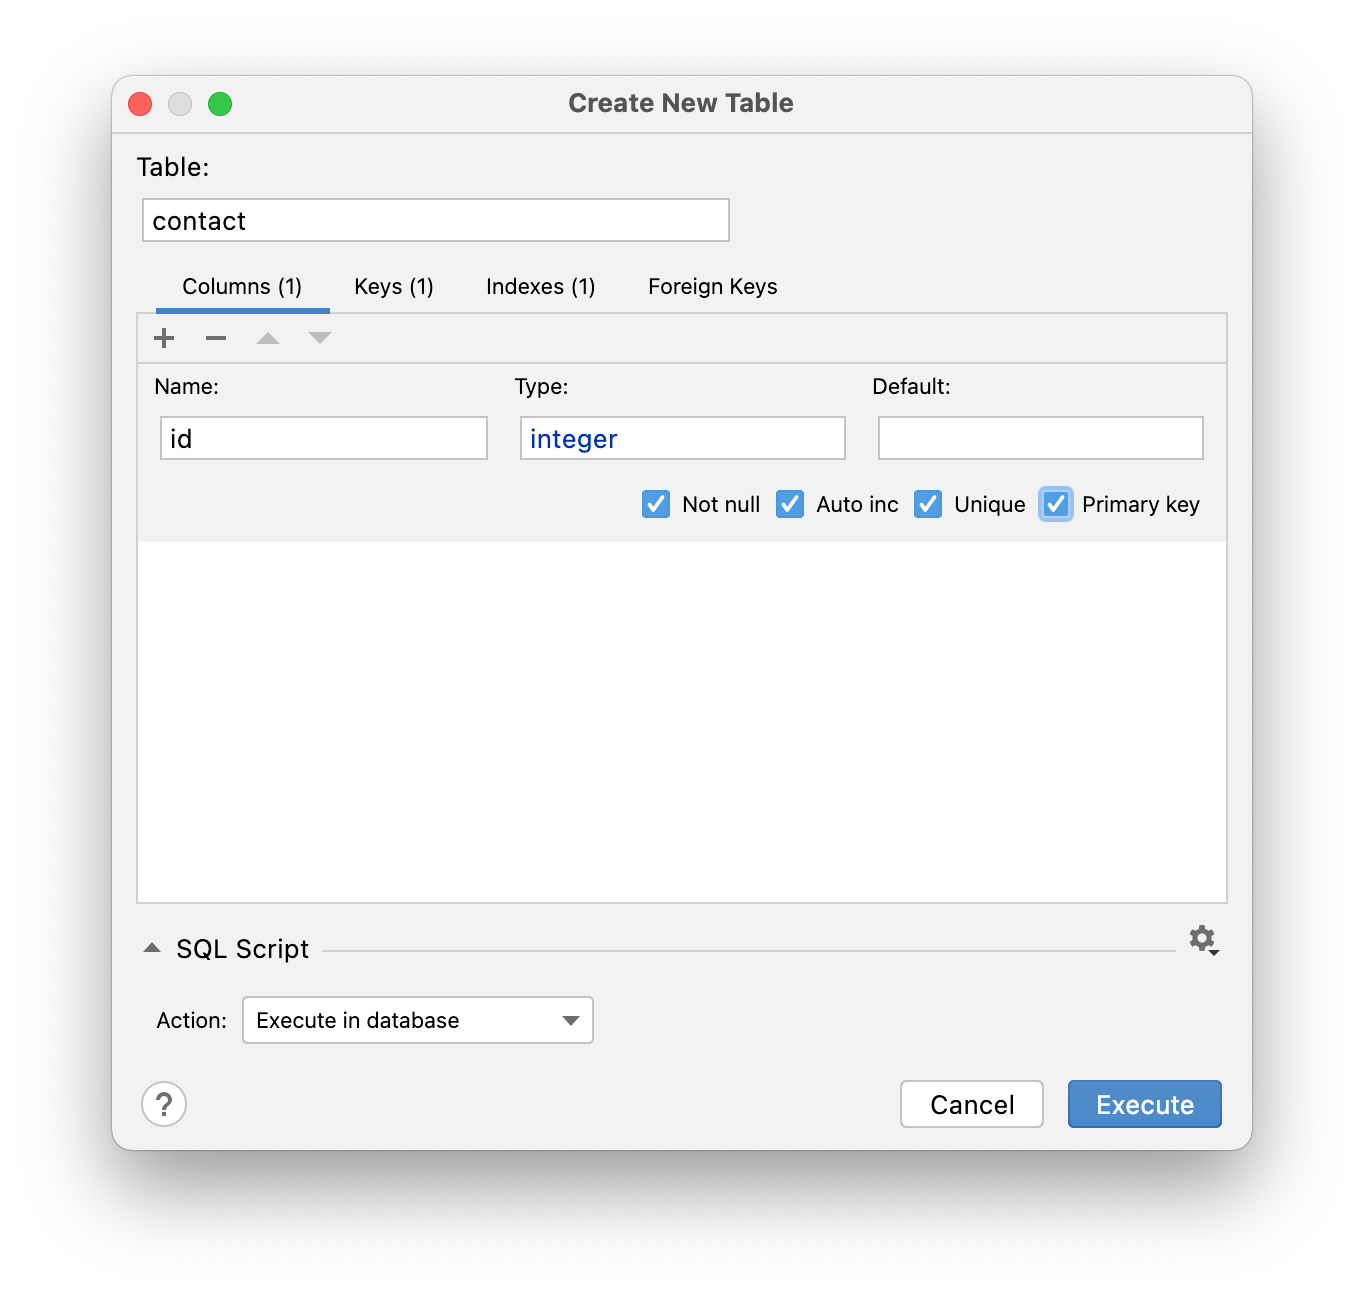 Create New Table
Table:
contact
Columns (1) Keys (1) Indexes (1) Foreign Keys
Name: Type: Default:
id integer
Not null Auto inc Unique Primary key
SQL Script
Action: Execute in database
? Cancel Execute